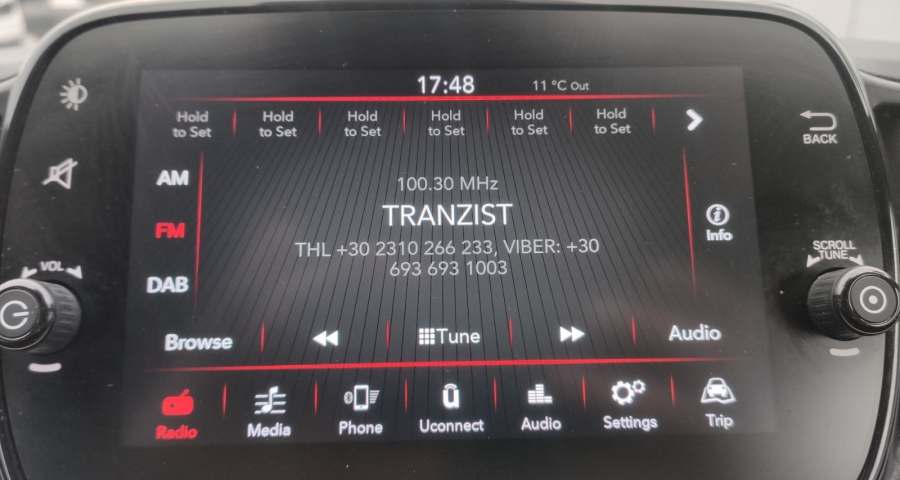 17:48 11 °C Out
Hold to Set
Hold to Set
Hold to Set
Hold to Set
Hold to Set
Hold to Set
BACK
AM
100.30 MHz
TRANZIST
FM
Info
THL +30 2310 266 233, VIBER: +30
693 693 1003
DAB
VOL
SCROLL
TUNE
Browse Tune Audio
Radio Media Phone Uconnect Audio Settings Trip